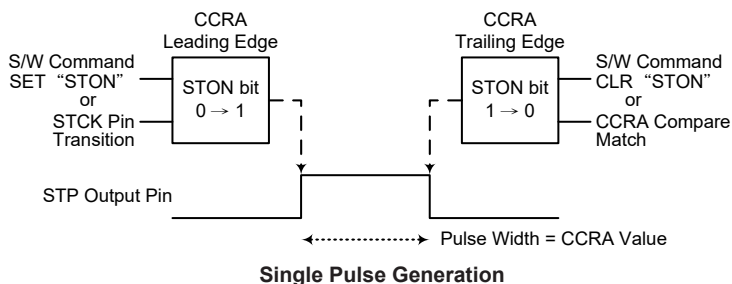 CCRA
Leading Edge
CCRA
Trailing Edge
S/W Command
SET “STON”
or
STCK Pin
Transition
STON bit
0 → 1
STON bit
1 → 0
S/W Command
CLR “STON”
or
CCRA Compare
Match
STP Output Pin
Pulse Width = CCRA Value
Single Pulse Generation